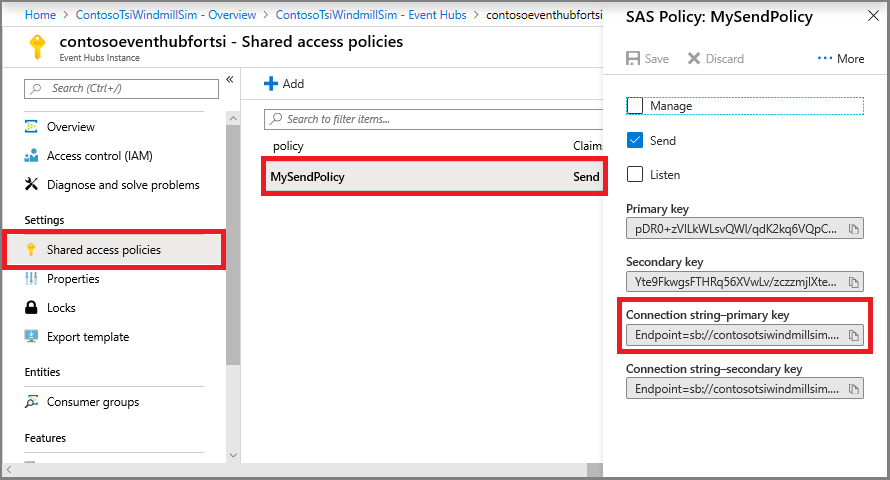 Home > ContosoTsiWindmillSim - Overview > ContosoTsiWindmillSim - Event Hubs > contosoeventhubfortsi
contosoeventhubfortsi - Shared access policies
Event Hubs Instance
Search (Ctrl+/)
Overview
Access control (IAM)
Diagnose and solve problems
Settings
Shared access policies
Properties
Locks
Export template
Entities
Consumer groups
Features
Add
Search to filter items...
policy Claims
MySendPolicy Send
SAS Policy: MySendPolicy
Save Discard More
Manage
Send
Listen
Primary key
pDR0+zVlLkWLsvQWl/qdK2kq6VQpC...
Secondary key
Yte9FkwgsFTHRq56XVwLv/zczzmjlXte...
Connection string–primary key
Endpoint=sb://contosotsiwindmillsim....
Connection string–secondary key
Endpoint=sb://contosotsiwindmillsim....